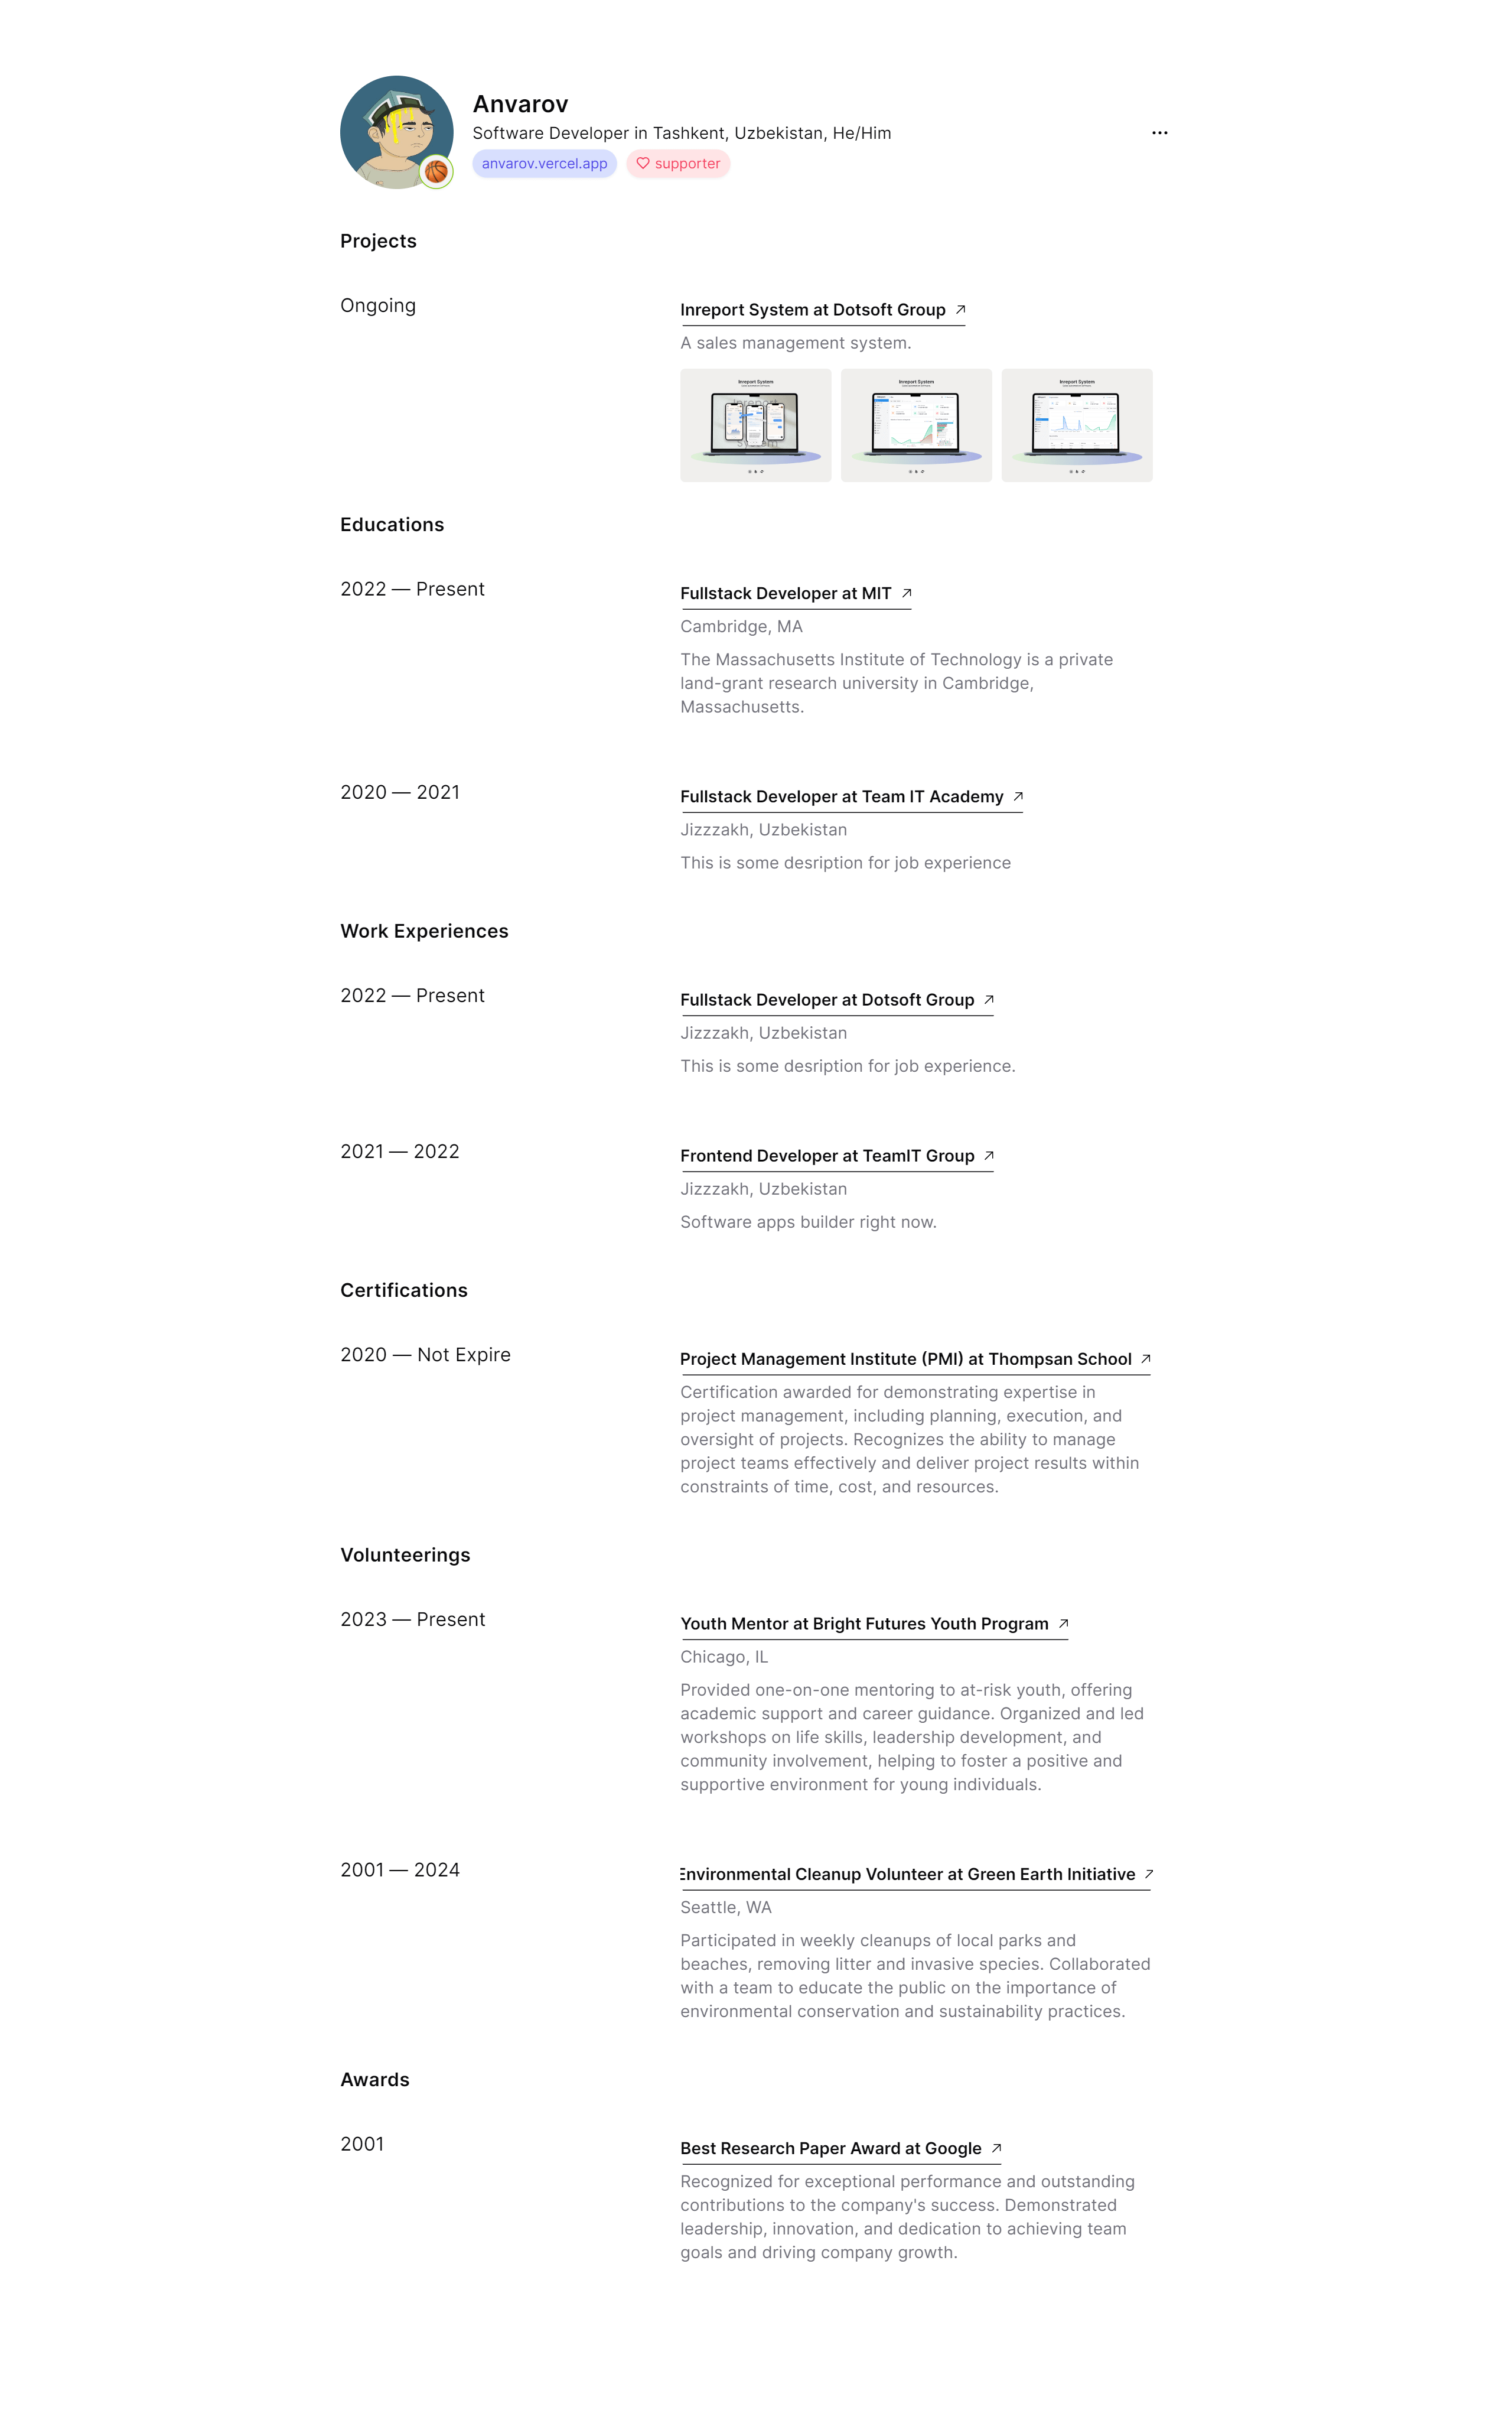 Anvarov
Software Developer in Tashkent, Uzbekistan, He/Him
anvarov.vercel.app
supporter
Projects
Ongoing
Inreport System at Dotsoft Group
A sales management system.
Inreport System
Inreport System
Inreport System
Educations
2022 — Present
Fullstack Developer at MIT
Cambridge, MA
The Massachusetts Institute of Technology is a private
land-grant research university in Cambridge,
Massachusetts.
2020 — 2021
Fullstack Developer at Team IT Academy
Jizzzakh, Uzbekistan
This is some desription for job experience
Work Experiences
2022 — Present
Fullstack Developer at Dotsoft Group
Jizzzakh, Uzbekistan
This is some desription for job experience.
2021 — 2022
Frontend Developer at TeamIT Group
Jizzzakh, Uzbekistan
Software apps builder right now.
Certifications
2020 — Not Expire
Project Management Institute (PMI) at Thompsan School
Certification awarded for demonstrating expertise in
project management, including planning, execution, and
oversight of projects. Recognizes the ability to manage
project teams effectively and deliver project results within
constraints of time, cost, and resources.
Volunteerings
2023 — Present
Youth Mentor at Bright Futures Youth Program
Chicago, IL
Provided one-on-one mentoring to at-risk youth, offering
academic support and career guidance. Organized and led
workshops on life skills, leadership development, and
community involvement, helping to foster a positive and
supportive environment for young individuals.
2001 — 2024
Environmental Cleanup Volunteer at Green Earth Initiative
Seattle, WA
Participated in weekly cleanups of local parks and
beaches, removing litter and invasive species. Collaborated
with a team to educate the public on the importance of
environmental conservation and sustainability practices.
Awards
2001
Best Research Paper Award at Google
Recognized for exceptional performance and outstanding
contributions to the company's success. Demonstrated
leadership, innovation, and dedication to achieving team
goals and driving company growth.